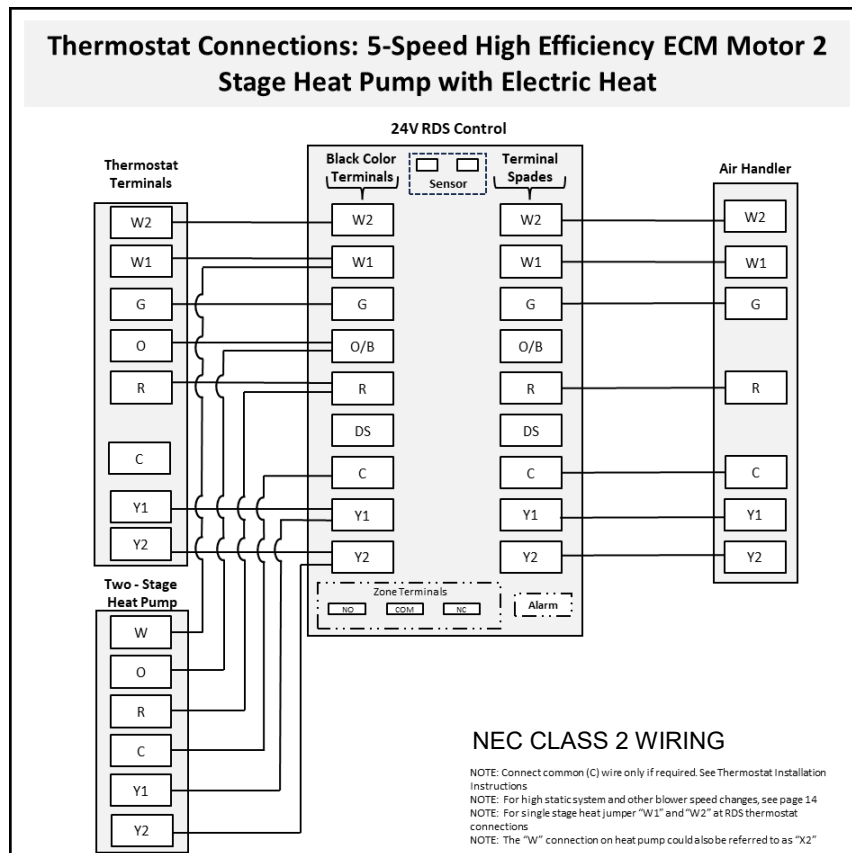 Thermostat Connections: 5-Speed High Efficiency ECM Motor 2
Stage Heat Pump with Electric Heat
24V RDS Control
Thermostat
Terminals
Black Color
Terminals
Sensor
Terminal
Spades
Air Handler
W2
W1
G
O
R
C
Y1
Y2
W2
W1
G
O/B
R
DS
C
Y1
Y2
W2
W1
G
O/B
R
DS
C
Y1
Y2
W2
W1
G
R
C
Y1
Y2
Zone Terminals
NO
COM
NC
Alarm
Two - Stage
Heat Pump
W
O
R
C
Y1
Y2
NEC CLASS 2 WIRING
NOTE: Connect common (C) wire only if required. See Thermostat Installation
Instructions
NOTE: For high static system and other blower speed changes, see page 14
NOTE: For single stage heat jumper “W1” and “W2” at RDS thermostat
connections
NOTE: The “W” connection on heat pump could also be referred to as “X2”